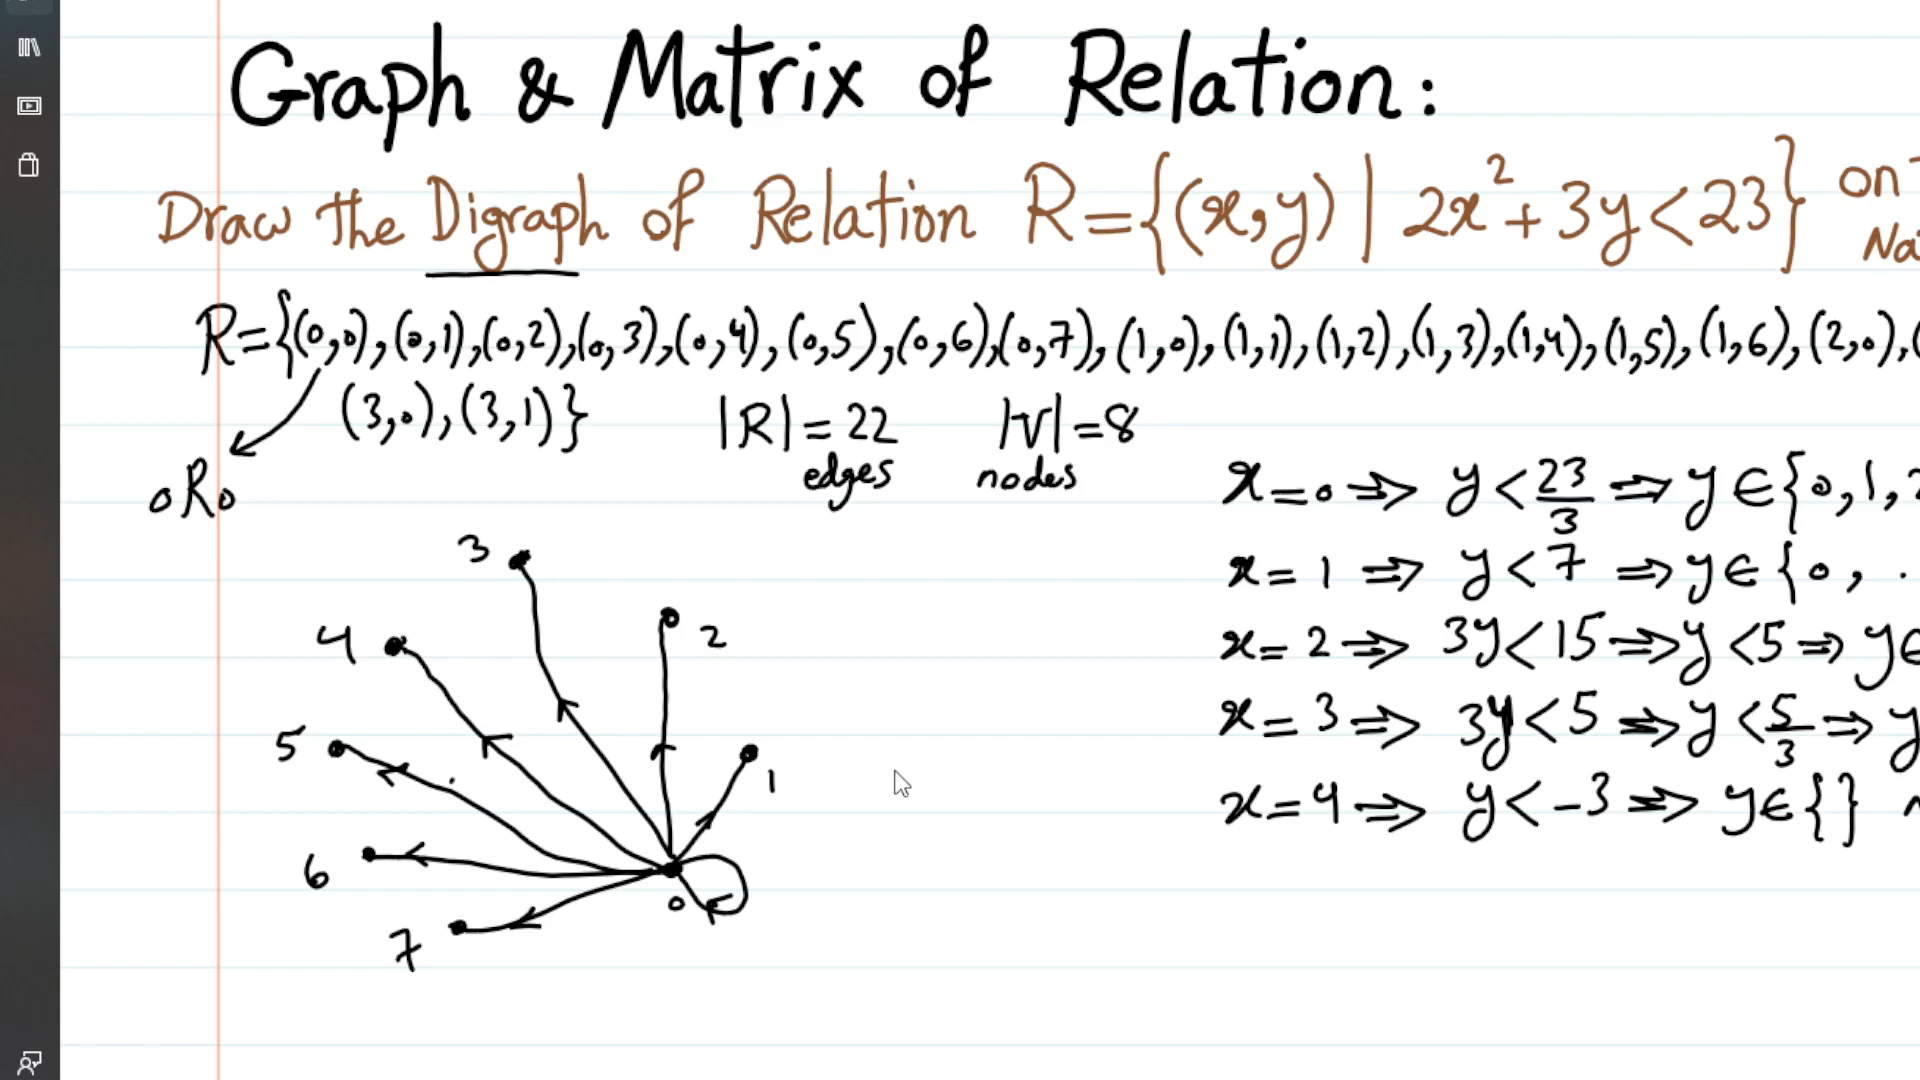 Graph & Matrix of Relation:
Draw the Digraph of Relation R={(x,y) | 2x²+3y<23} on
Na
R={(0,0),(0,1),(0,2),(0,3),(0,4),(0,5),(0,6),(0,7),(1,0),(1,1),(1,2),(1,3),(1,4),(1,5),(1,6),(2,0),(
(3,0),(3,1)} |R|=22 |V|=8
edges nodes
0R0
x=0 ⇒ y<23/3 ⇒ y∈{0,1,2
x=1 ⇒ y<7 ⇒ y∈{0, .
x=2 ⇒ 3y<15 ⇒ y<5 ⇒ y∈
x=3 ⇒ 3y<5 ⇒ y<5/3 ⇒ y
x=4 ⇒ y<-3 ⇒ y∈{}
3
2
4
5
1
6
0
7